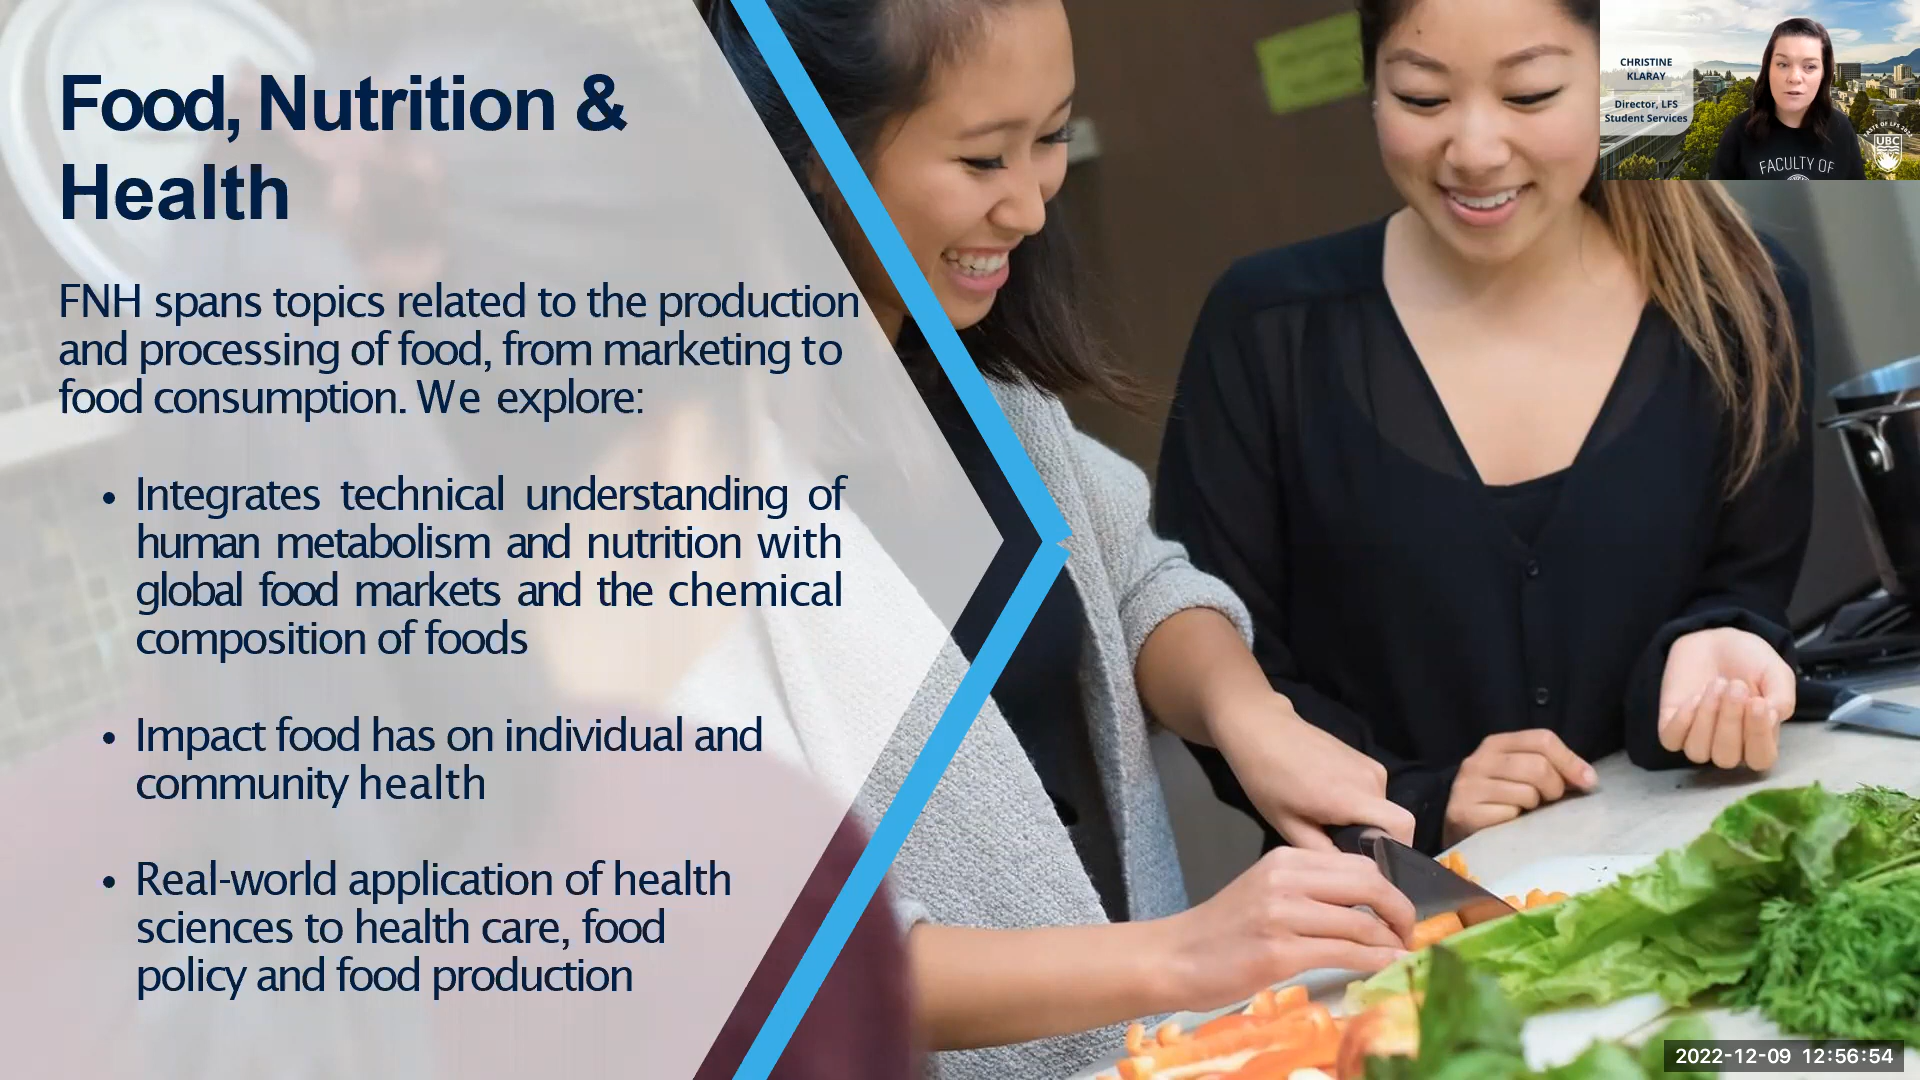 Food, Nutrition &
Health
FNH spans topics related to the production
and processing of food, from marketing to
food consumption. We explore:
• Integrates technical understanding of
human metabolism and nutrition with
global food markets and the chemical
composition of foods
• Impact food has on individual and
community health
• Real-world application of health
sciences to health care, food
policy and food production
CHRISTINE
KLARAY
Director, LFS
Student Services
TASTE OF LFS 2022
UBC
FACULTY OF
2022-12-09 12:56:54